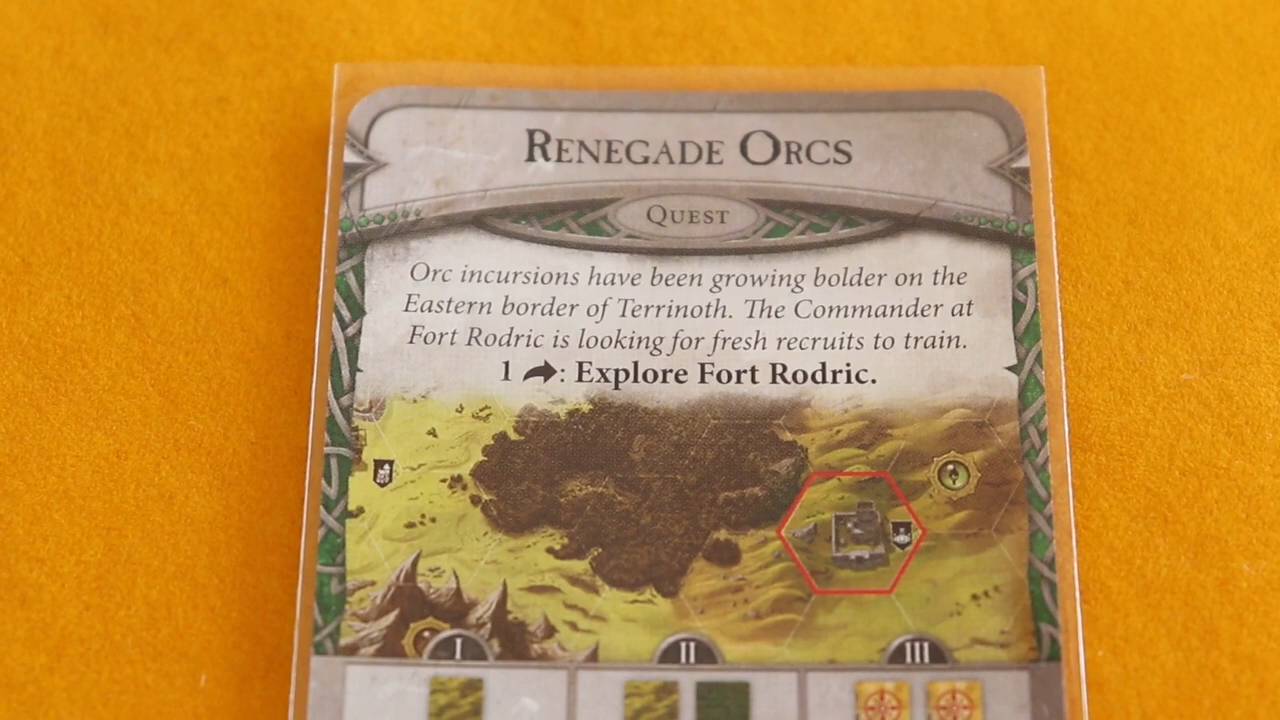 RENEGADE ORCS
QUEST
Orc incursions have been growing bolder on the
Eastern border of Terrinoth. The Commander at
Fort Rodric is looking for fresh recruits to train.
1 : Explore Fort Rodric.
I II III